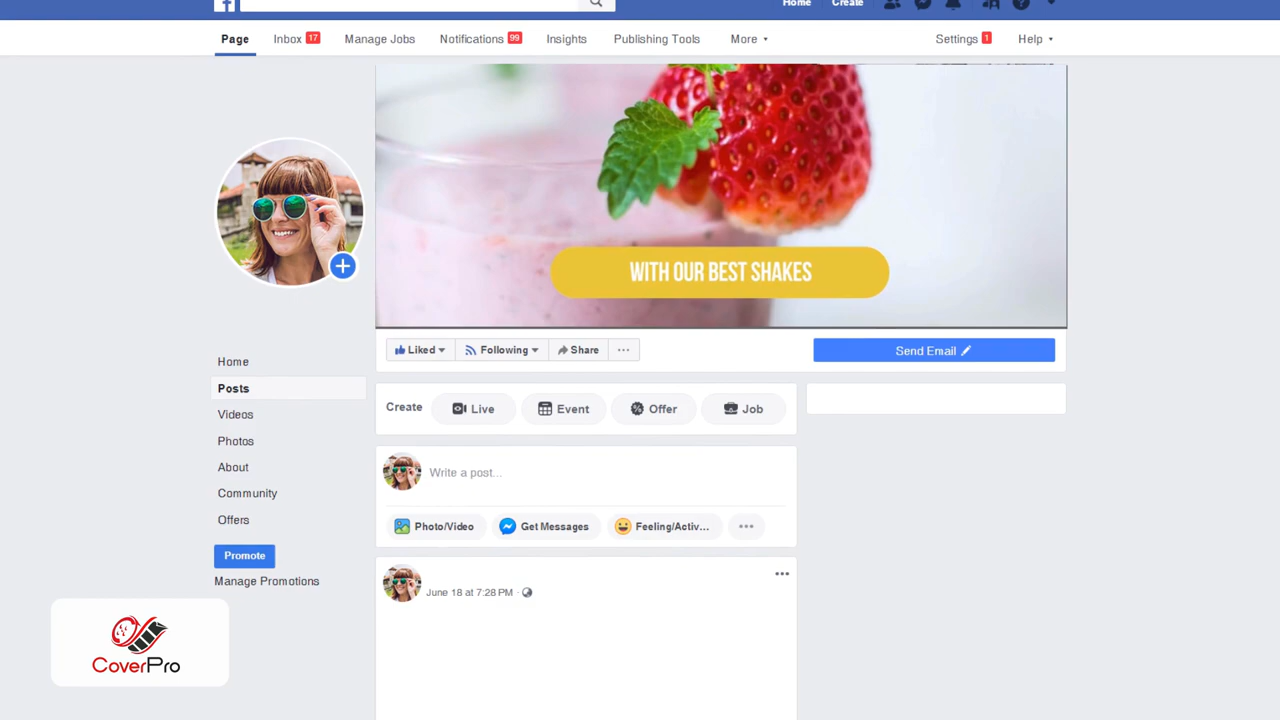 f
Home Create
Page Inbox 17 Manage Jobs Notifications 99 Insights Publishing Tools More Settings 1 Help
WITH OUR BEST SHAKES
Liked Following Share ... Send Email
Home
Posts
Videos
Photos
About
Community
Offers
Promote
Manage Promotions
Create Live Event Offer Job
Write a post...
Photo/Video Get Messages Feeling/Activ... ...
June 18 at 7:28 PM ·
CoverPro